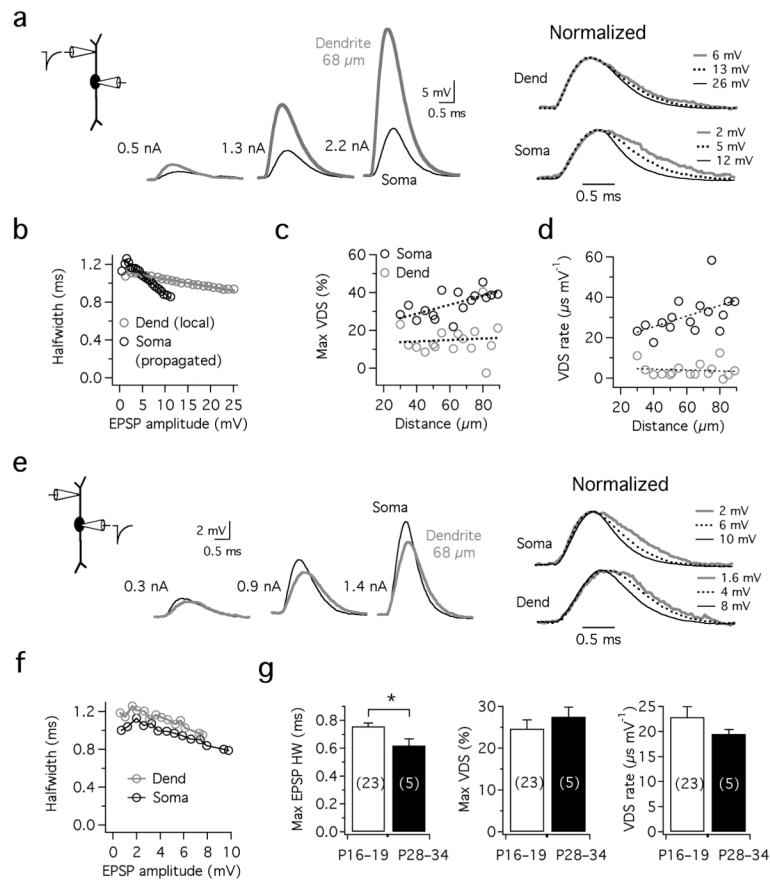 a
Dendrite
68 µm
5 mV
0.5 ms
0.5 nA
1.3 nA
2.2 nA
Soma
Normalized
Dend
6 mV
13 mV
26 mV
Soma
2 mV
5 mV
12 mV
0.5 ms
b
Halfwidth (ms)
1.2
0.8
0.4
0.0
Dend (local)
Soma
(propagated)
0 5 10 15 20 25
EPSP amplitude (mV)
c
Max VDS (%)
60
40
20
0
Soma
Dend
20 40 60 80
Distance (µm)
d
VDS rate (µs mV-1)
60
40
20
0
20 40 60 80
Distance (µm)
e
2 mV
0.5 ms
0.3 nA
0.9 nA
1.4 nA
Soma
Dendrite
68 µm
Normalized
Soma
2 mV
6 mV
10 mV
Dend
1.6 mV
4 mV
8 mV
0.5 ms
f
Halfwidth (ms)
1.2
0.8
0.4
0.0
Dend
Soma
0 2 4 6 8 10
EPSP amplitude (mV)
g
Max EPSP HW (ms)
0.8
0.6
0.4
0.2
0.0
*
(23)
(5)
P16-19 P28-34
Max VDS (%)
30
20
10
0
(23)
(5)
P16-19 P28-34
VDS rate (µs mV-1)
25
20
15
10
5
0
(23)
(5)
P16-19 P28-34